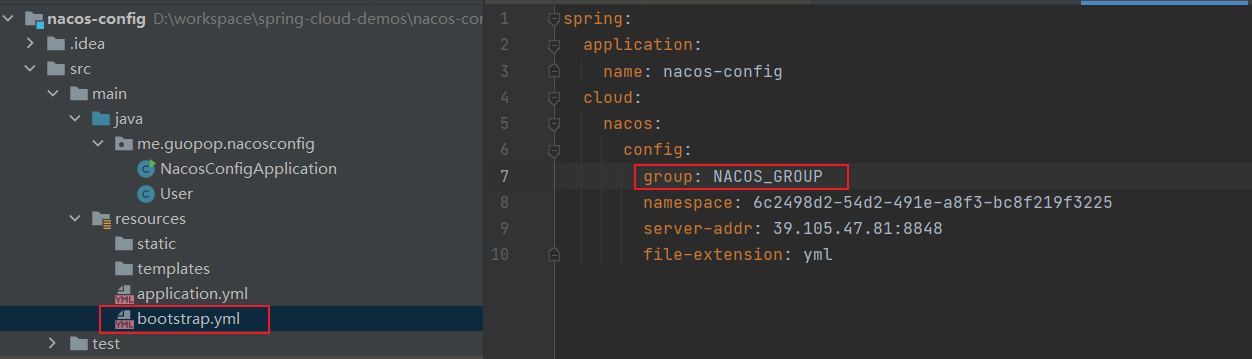 nacos-config D:\workspace\spring-cloud-demos\nacos-cor
.idea
src
main
java
me.guopop.nacosconfig
NacosConfigApplication
User
resources
static
templates
application.yml
bootstrap.yml
test
1 spring:
2 application:
3 name: nacos-config
4 cloud:
5 nacos:
6 config:
7 group: NACOS_GROUP
8 namespace: 6c2498d2-54d2-491e-a8f3-bc8f219f3225
9 server-addr: 39.105.47.81:8848
10 file-extension: yml